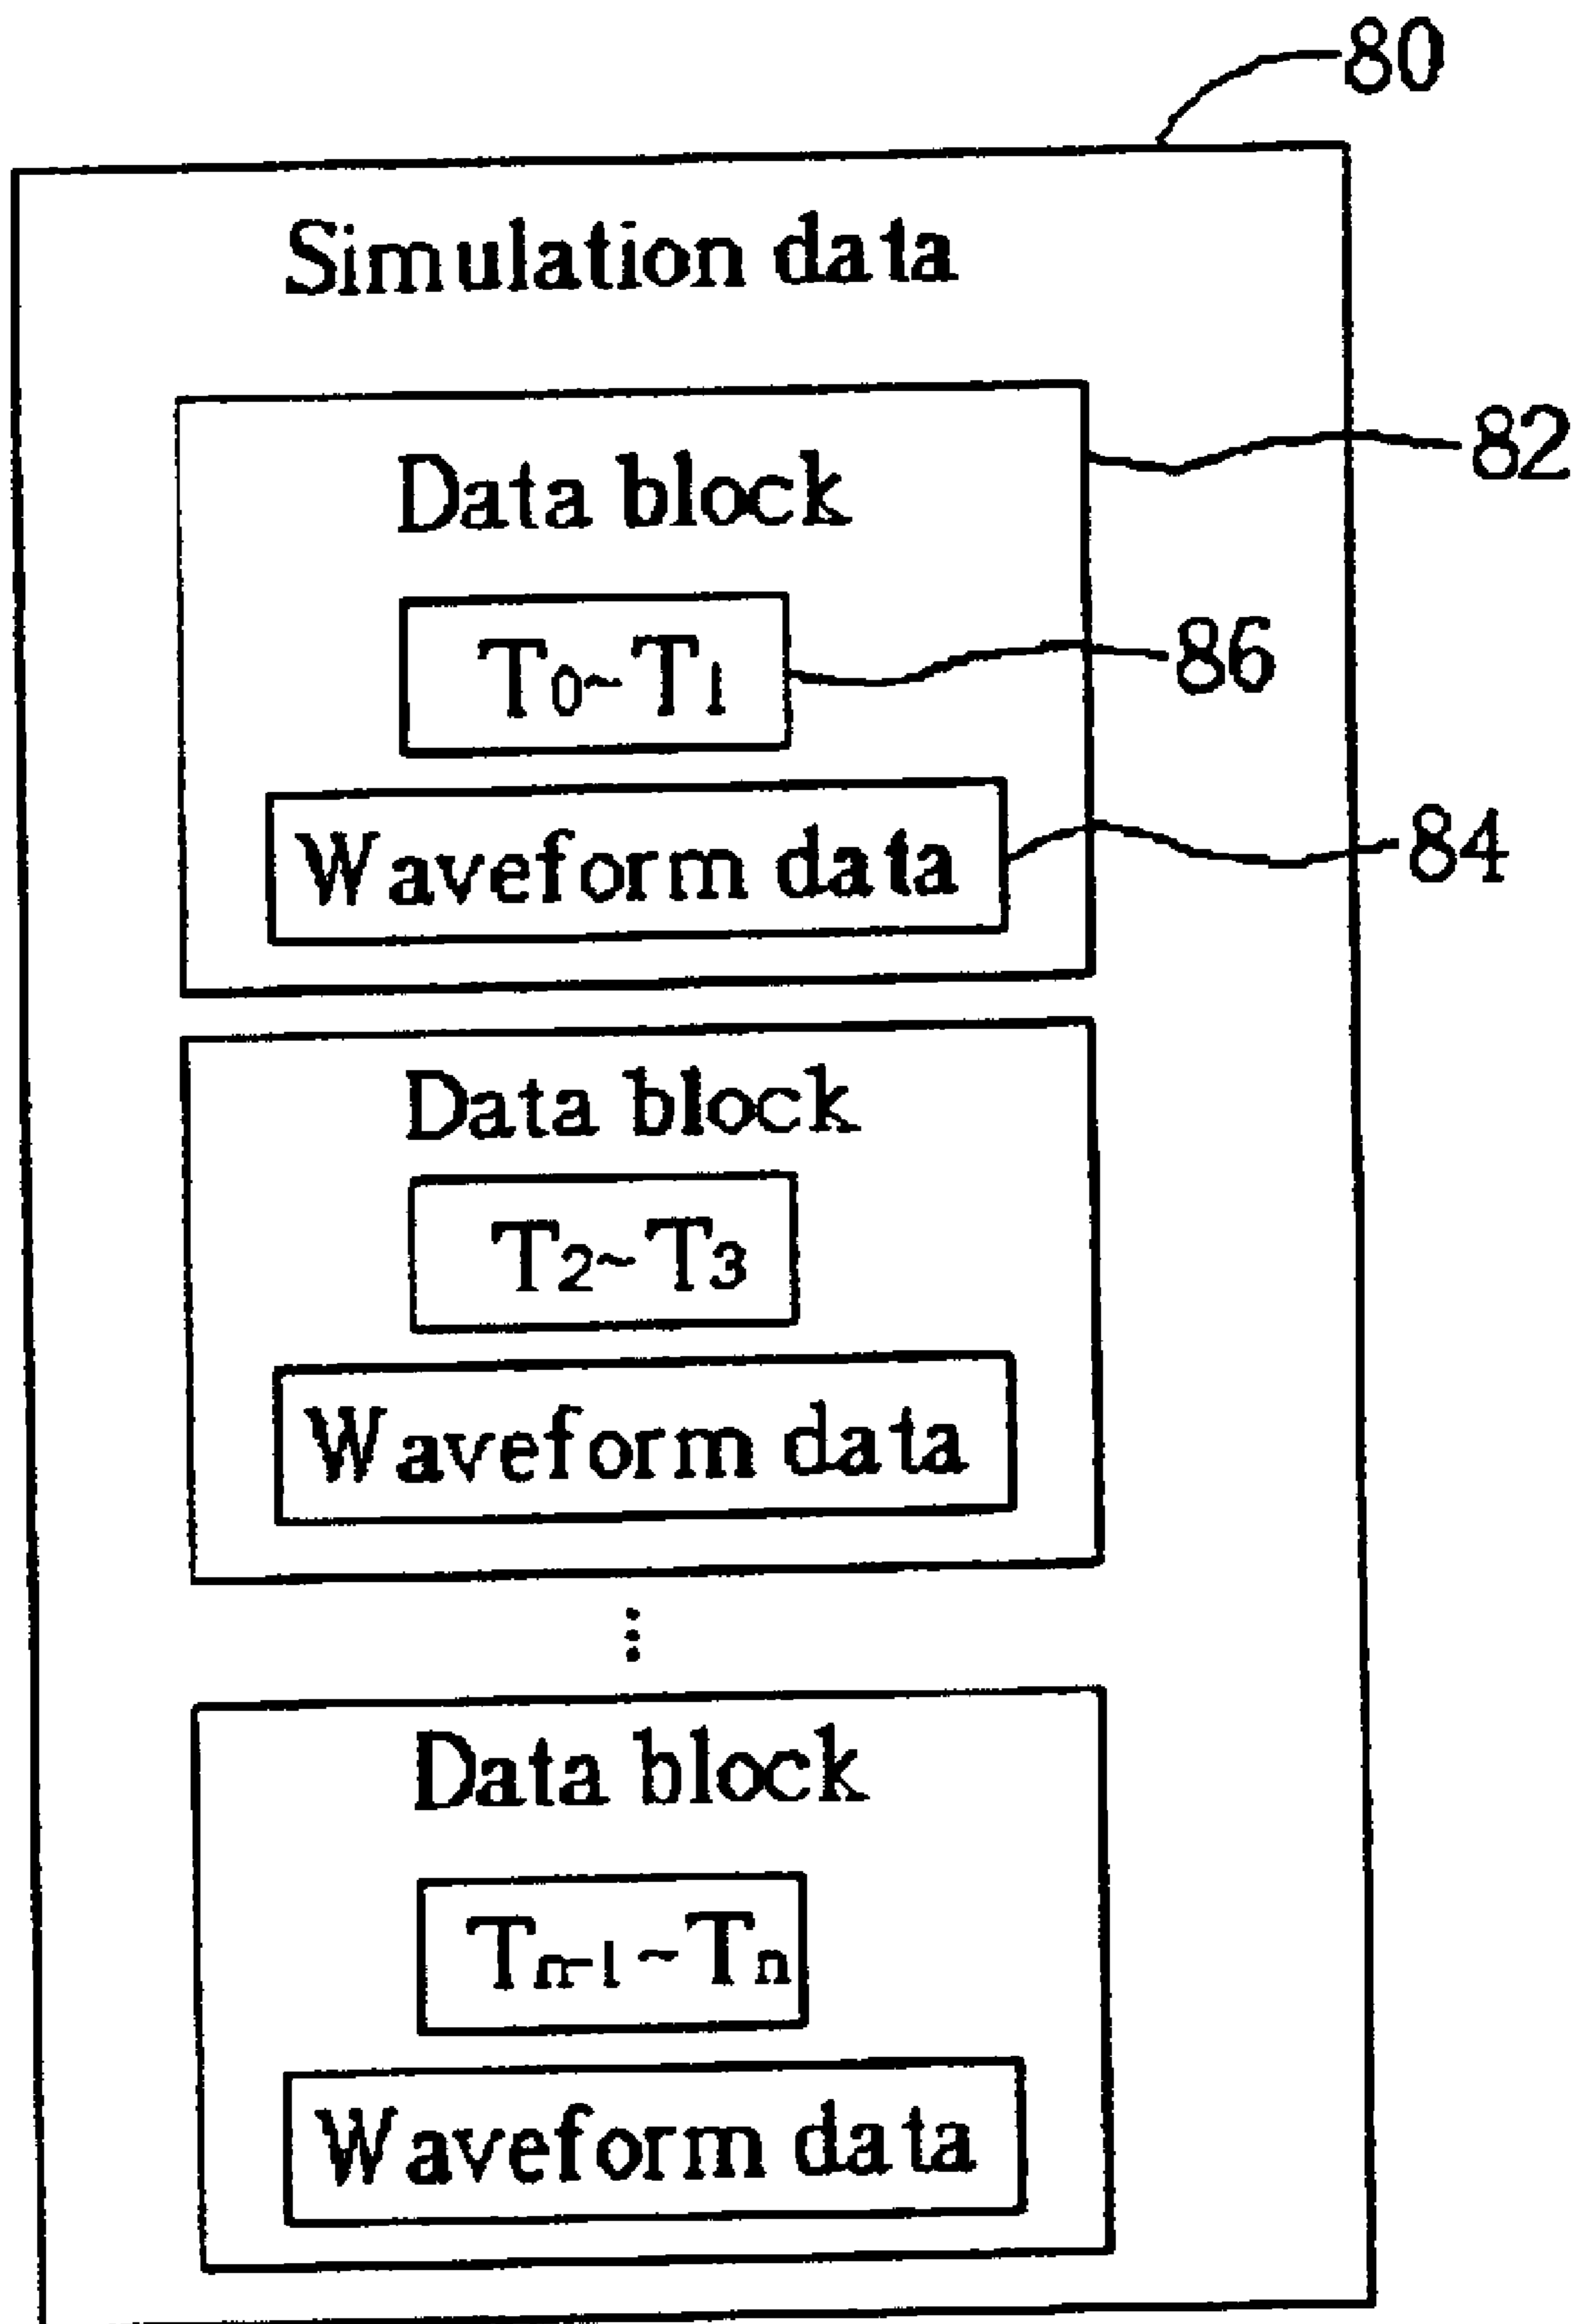 80
Simulation data
82
Data block
T₀~T₁
86
Waveform data
84
Data block
T₂~T₃
Waveform data
⋮
Data block
Tₙ₋₁~Tₙ
Waveform data